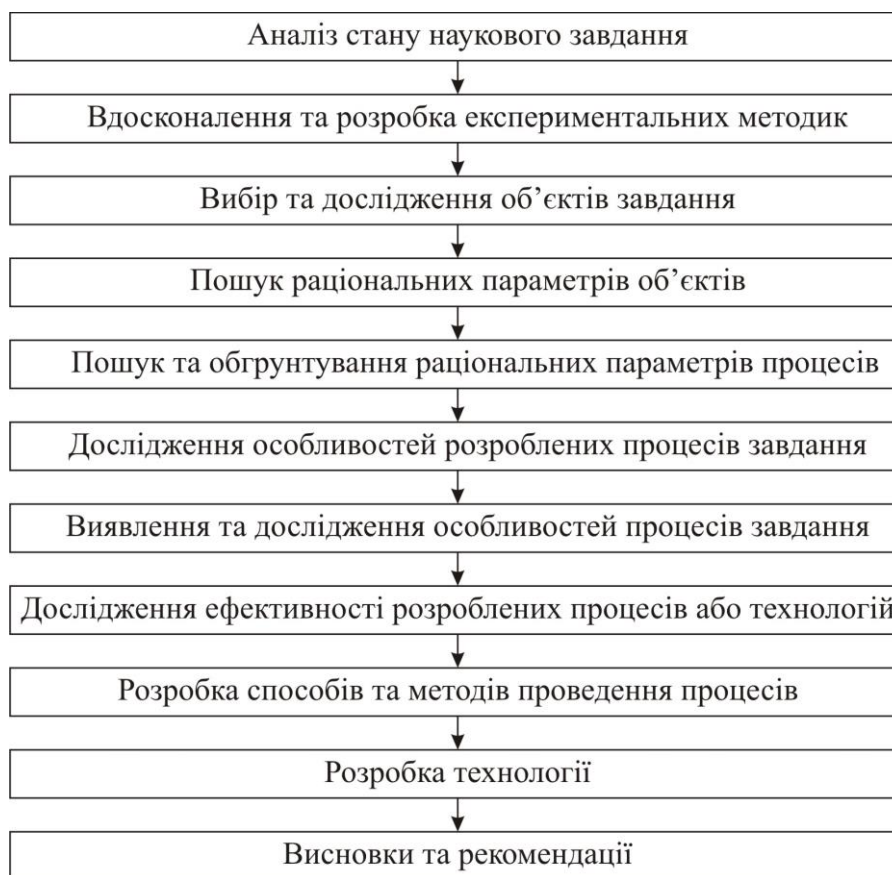 Аналіз стану наукового завдання
Вдосконалення та розробка експериментальних методик
Вибір та дослідження об’єктів завдання
Пошук раціональних параметрів об’єктів
Пошук та обгрунтування раціональних параметрів процесів
Дослідження особливостей розроблених процесів завдання
Виявлення та дослідження особливостей процесів завдання
Дослідження ефективності розроблених процесів або технологій
Розробка способів та методів проведення процесів
Розробка технології
Висновки та рекомендації